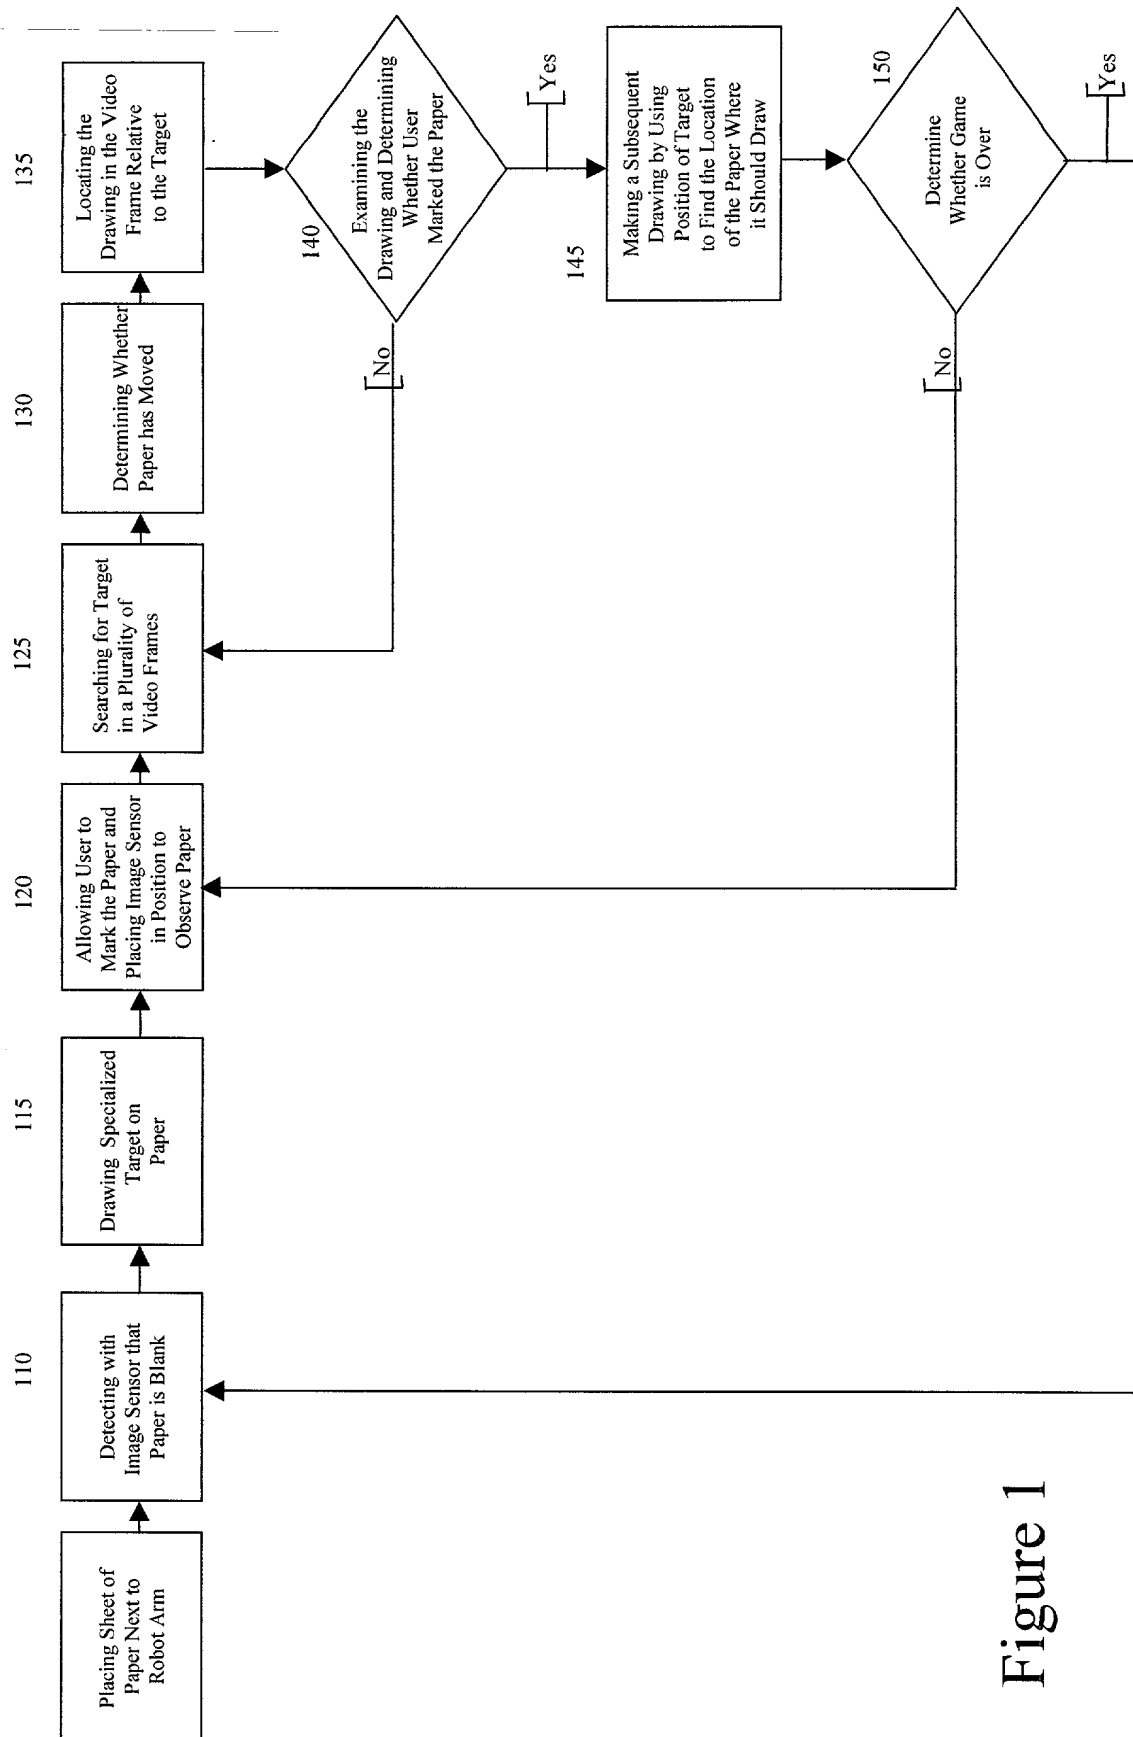 Placing Sheet of
Paper Next to
Robot Arm
110
Detecting with
Image Sensor that
Paper is Blank
115
Drawing Specialized
Target on
Paper
120
Allowing User to
Mark the Paper and
Placing Image Sensor
in Position to
Observe Paper
125
Searching for Target
in a Plurality of
Video Frames
130
Determining Whether
Paper has Moved
135
Locating the
Drawing in the Video
Frame Relative
to the Target
140
Examining the
Drawing and Determining
Whether User
Marked the Paper
[No
[Yes
145
Making a Subsequent
Drawing by Using
Position of Target
to Find the Location
of the Paper Where
it Should Draw
150
Determine
Whether Game
is Over
[No
[Yes
Figure 1